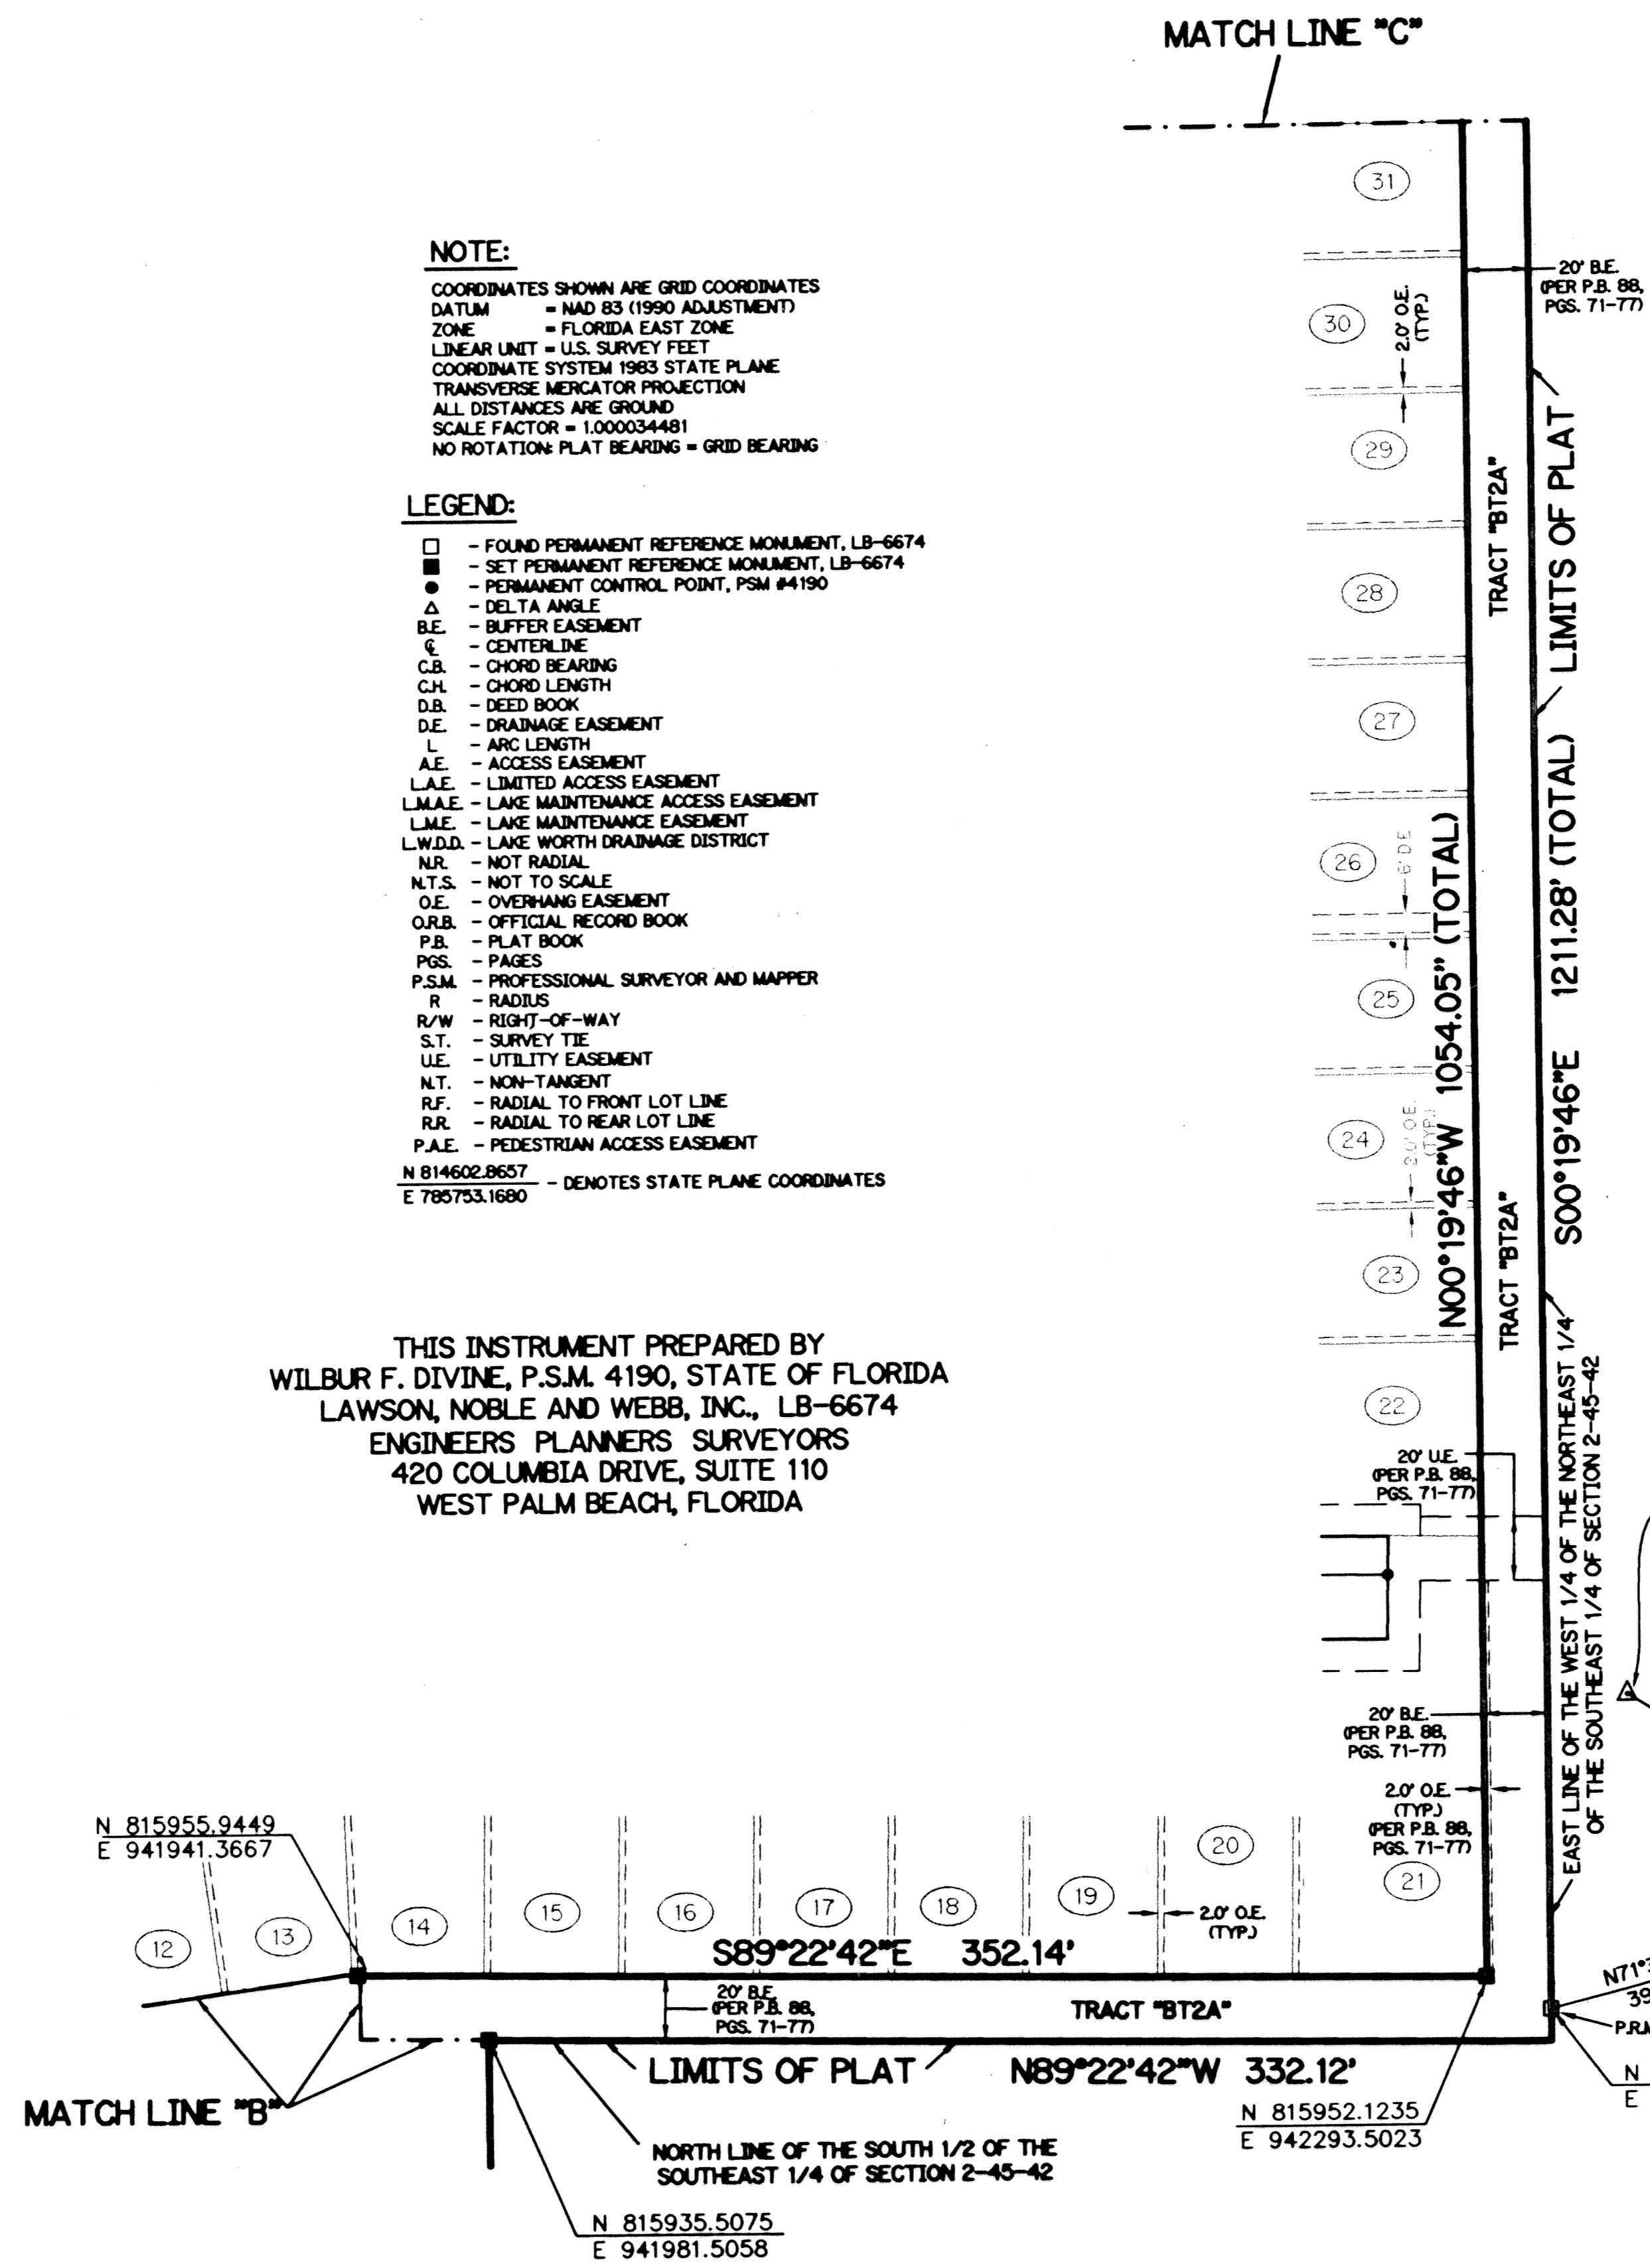 MATCH LINE "C"
NOTE:
COORDINATES SHOWN ARE GRID COORDINATES
DATUM = NAD 83 (1990 ADJUSTMENT)
ZONE = FLORIDA EAST ZONE
LINEAR UNIT = U.S. SURVEY FEET
COORDINATE SYSTEM 1983 STATE PLANE
TRANSVERSE MERCATOR PROJECTION
ALL DISTANCES ARE GROUND
SCALE FACTOR = 1.000034481
NO ROTATION: PLAT BEARING = GRID BEARING
LEGEND:
□ - FOUND PERMANENT REFERENCE MONUMENT, LB-6674
■ - SET PERMANENT REFERENCE MONUMENT, LB-6674
● - PERMANENT CONTROL POINT, PSM #4190
Δ - DELTA ANGLE
B.E. - BUFFER EASEMENT
℄ - CENTERLINE
C.B. - CHORD BEARING
C.H. - CHORD LENGTH
D.B. - DEED BOOK
D.E. - DRAINAGE EASEMENT
L - ARC LENGTH
A.E. - ACCESS EASEMENT
L.A.E. - LIMITED ACCESS EASEMENT
L.M.A.E. - LAKE MAINTENANCE ACCESS EASEMENT
L.M.E. - LAKE MAINTENANCE EASEMENT
L.W.D.D. - LAKE WORTH DRAINAGE DISTRICT
N.R. - NOT RADIAL
N.T.S. - NOT TO SCALE
O.E. - OVERHANG EASEMENT
O.R.B. - OFFICIAL RECORD BOOK
P.B. - PLAT BOOK
PGS. - PAGES
P.S.M. - PROFESSIONAL SURVEYOR AND MAPPER
R - RADIUS
R/W - RIGHT-OF-WAY
S.T. - SURVEY TIE
U.E. - UTILITY EASEMENT
N.T. - NON-TANGENT
R.F. - RADIAL TO FRONT LOT LINE
R.R. - RADIAL TO REAR LOT LINE
P.A.E. - PEDESTRIAN ACCESS EASEMENT
N 814602.8657
E 785753.1680
- DENOTES STATE PLANE COORDINATES
THIS INSTRUMENT PREPARED BY
WILBUR F. DIVINE, P.S.M. 4190, STATE OF FLORIDA
LAWSON, NOBLE AND WEBB, INC., LB-6674
ENGINEERS PLANNERS SURVEYORS
420 COLUMBIA DRIVE, SUITE 110
WEST PALM BEACH, FLORIDA
31
30
29
28
27
26
25
24
23
22
2.0' O.E.
(TYP.)
6' D.E.
2.0' O.E.
(TYP.)
20' B.E.
(PER P.B. 88,
PGS. 71-77)
TRACT "BT2A"
LIMITS OF PLAT
N00°19'46"W 1054.05" (TOTAL)
S00°19'46"E 1211.28' (TOTAL)
TRACT "BT2A"
EAST LINE OF THE WEST 1/4 OF THE NORTHEAST 1/4
OF THE SOUTHEAST 1/4 OF SECTION 2-45-42
20' U.E.
(PER P.B. 88,
PGS. 71-77)
20' B.E.
(PER P.B. 88,
PGS. 71-77)
2.0' O.E.
(TYP.)
(PER P.B. 88,
PGS. 71-77)
N 815955.9449
E 941941.3667
12
13
14
15
16
17
18
19
20
21
2.0' O.E.
(TYP.)
S89°22'42"E 352.14'
20' B.E.
(PER P.B. 88,
PGS. 71-77)
TRACT "BT2A"
N71°
39
N
E
LIMITS OF PLAT
N89°22'42"W 332.12'
MATCH LINE "B"
N 815952.1235
E 942293.5023
NORTH LINE OF THE SOUTH 1/2 OF THE
SOUTHEAST 1/4 OF SECTION 2-45-42
N 815935.5075
E 941981.5058